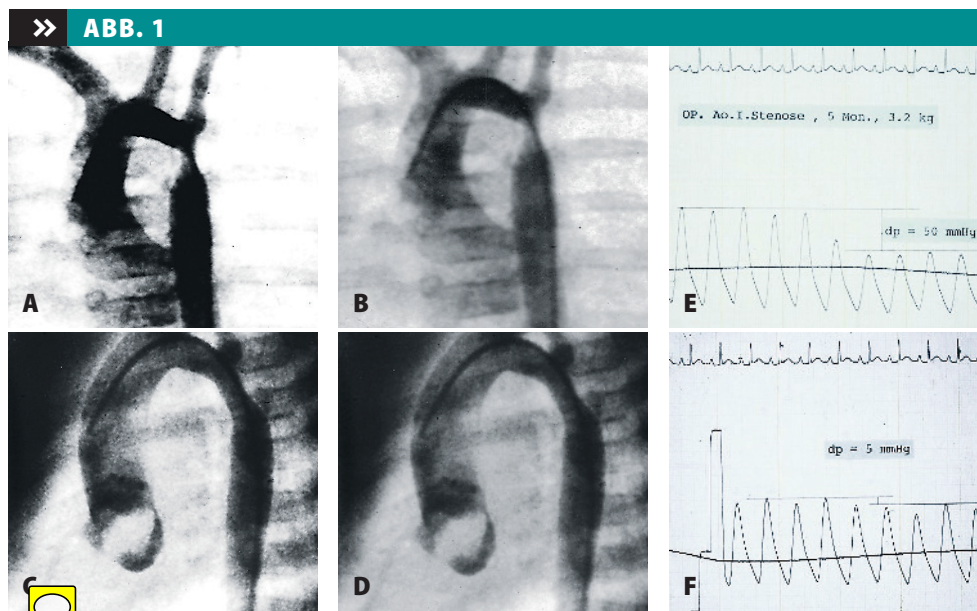 » ABB. 1
A
B
OP. Ao.I.Stenose , 5 Mon., 3.2 kg
dp = 50 mmHg
E
C
D
dp = 5 mmHg
F